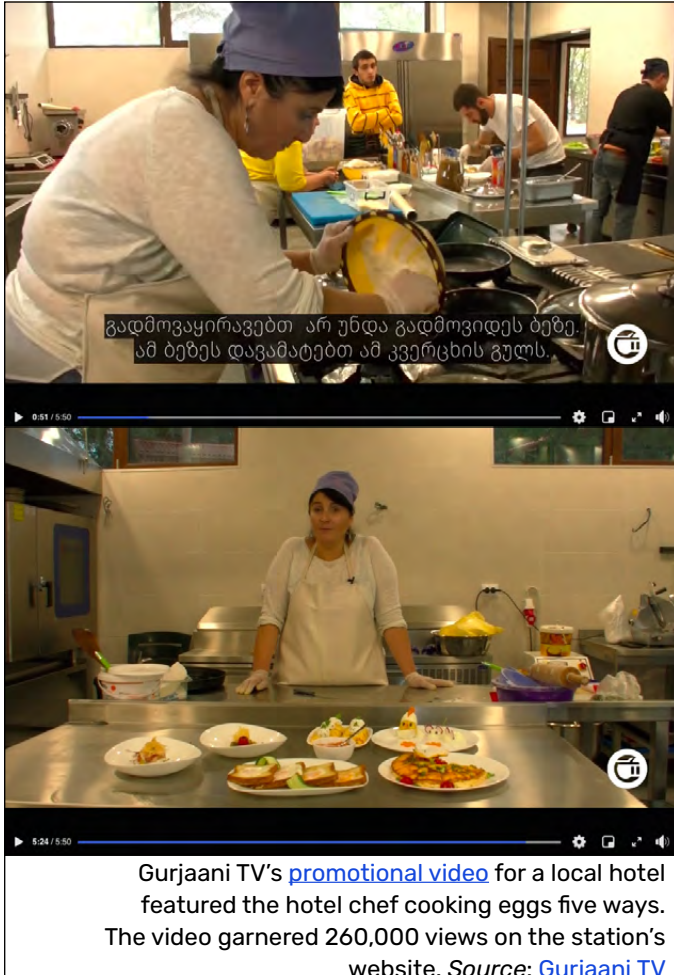 გადმოვაყირავებთ არ უნდა გადმოვიდეს ბეზე.
ამ ბეზეს დავამატებთ ამ კვერცხის გულს.
0:51 / 5:50
5:24 / 5:50
Gurjaani TV's promotional video for a local hotel
featured the hotel chef cooking eggs five ways.
The video garnered 260,000 views on the station's
website. Source: Gurjaani TV